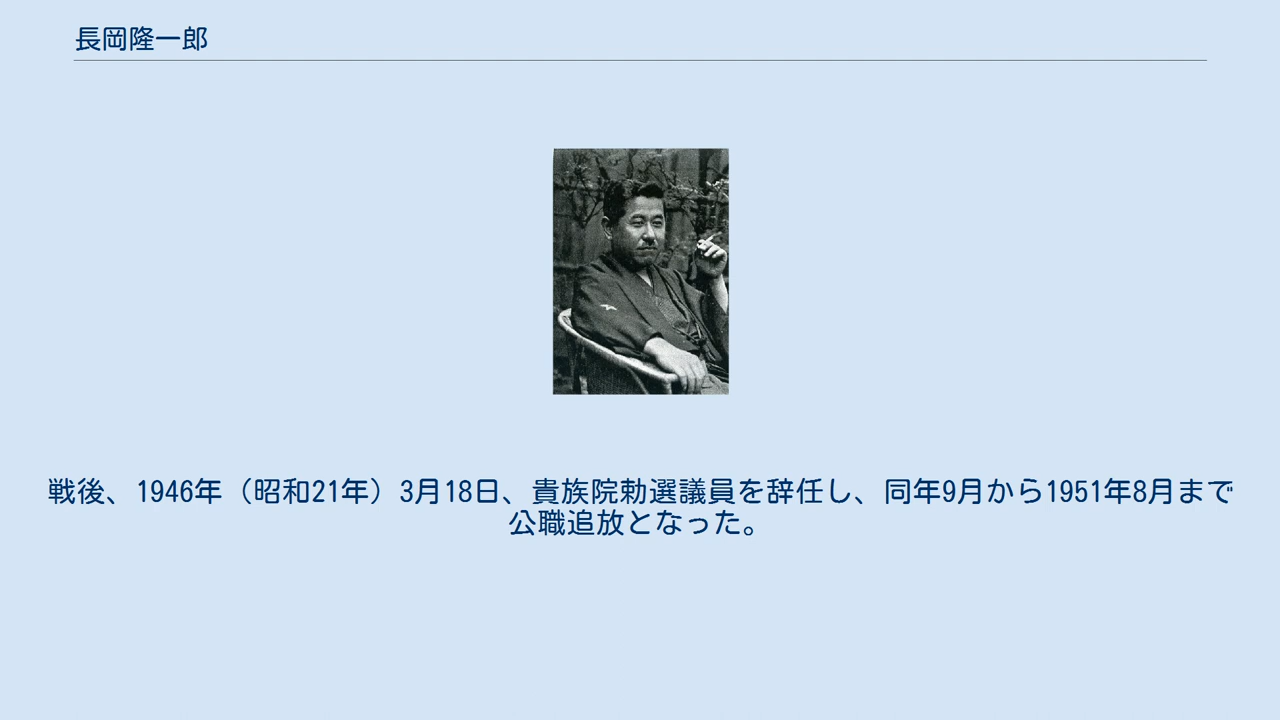 長岡隆一郎
戦後、1946年（昭和21年）3月18日、貴族院勅選議員を辞任し、同年9月から1951年8月まで
公職追放となった。